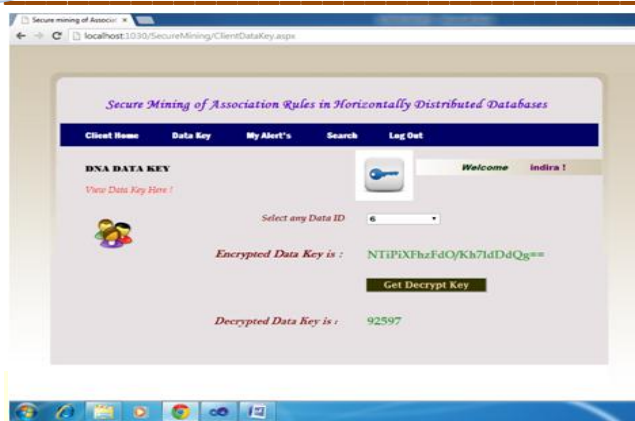 Secure mining of Associat ×
localhost:1030/SecureMining/ClientDataKey.aspx
Secure Mining of Association Rules in Horizontally Distributed Databases
Client Home Data Key My Alert's Search Log Out
DNA DATA KEY
Welcome indira !
View Data Key Here !
Select any Data ID 6
Encrypted Data Key is : NTiPiXFhzFdO/Kh7IdDdQg==
Get Decrypt Key
Decrypted Data Key is : 92597